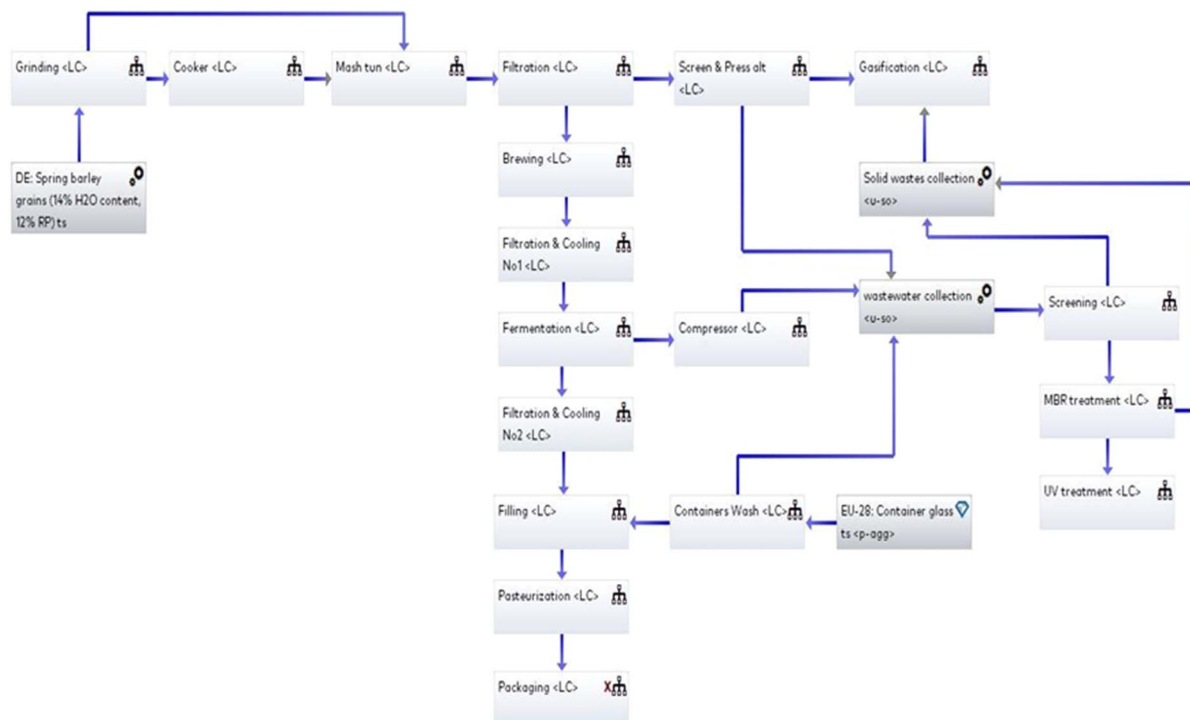 Grinding <LC>
Cooker <LC>
Mash tun <LC>
Filtration <LC>
Screen & Press alt
<LC>
Gasification <LC>
DE: Spring barley
grains (14% H2O content,
12% RP) ts
Brewing <LC>
Solid wastes collection
<u-so>
Filtration & Cooling
No1 <LC>
wastewater collection
<u-so>
Screening <LC>
Fermentation <LC>
Compressor <LC>
Filtration & Cooling
No2 <LC>
MBR treatment <LC>
UV treatment <LC>
Filling <LC>
Containers Wash <LC>
EU-28: Container glass
ts <p-agg>
Pasteurization <LC>
Packaging <LC>
X